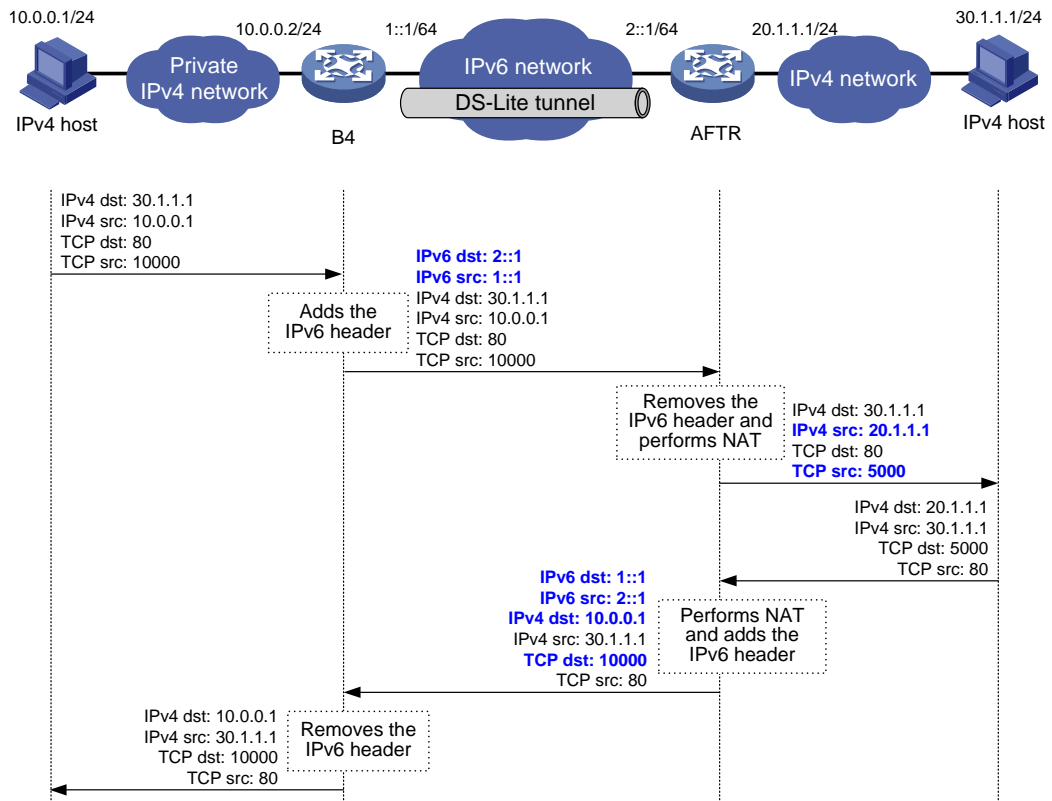 10.0.0.1/24
10.0.0.2/24
1::1/64
2::1/64
20.1.1.1/24
30.1.1.1/24
Private
IPv4 network
IPv6 network
DS-Lite tunnel
IPv4 network
IPv4 host
B4
AFTR
IPv4 host
IPv4 dst: 30.1.1.1
IPv4 src: 10.0.0.1
TCP dst: 80
TCP src: 10000
Adds the
IPv6 header
IPv6 dst: 2::1
IPv6 src: 1::1
IPv4 dst: 30.1.1.1
IPv4 src: 10.0.0.1
TCP dst: 80
TCP src: 10000
Removes the
IPv6 header and
performs NAT
IPv4 dst: 30.1.1.1
IPv4 src: 20.1.1.1
TCP dst: 80
TCP src: 5000
IPv4 dst: 20.1.1.1
IPv4 src: 30.1.1.1
TCP dst: 5000
TCP src: 80
Performs NAT
and adds the
IPv6 header
IPv6 dst: 1::1
IPv6 src: 2::1
IPv4 dst: 10.0.0.1
IPv4 src: 30.1.1.1
TCP dst: 10000
TCP src: 80
Removes the
IPv6 header
IPv4 dst: 10.0.0.1
IPv4 src: 30.1.1.1
TCP dst: 10000
TCP src: 80